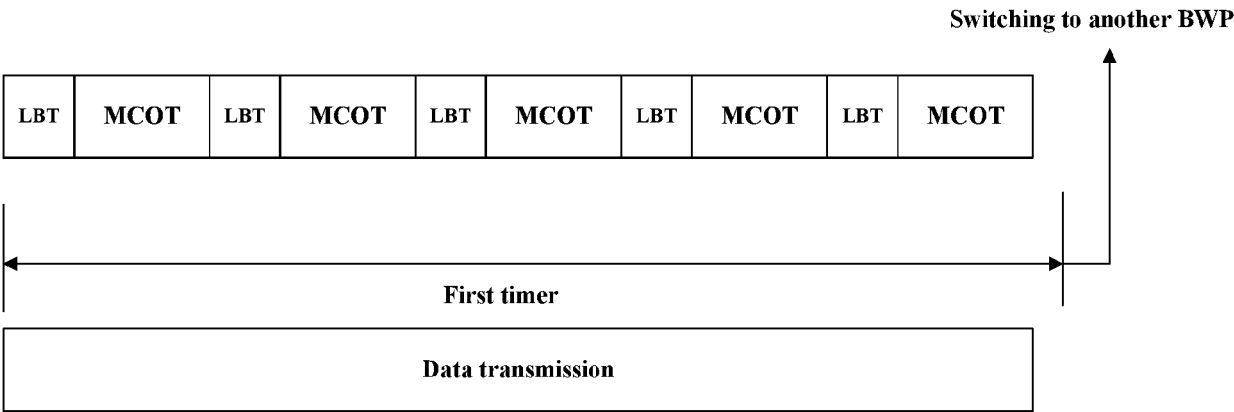 Switching to another BWP
LBT MCOT LBT MCOT LBT MCOT LBT MCOT LBT MCOT
First timer
Data transmission